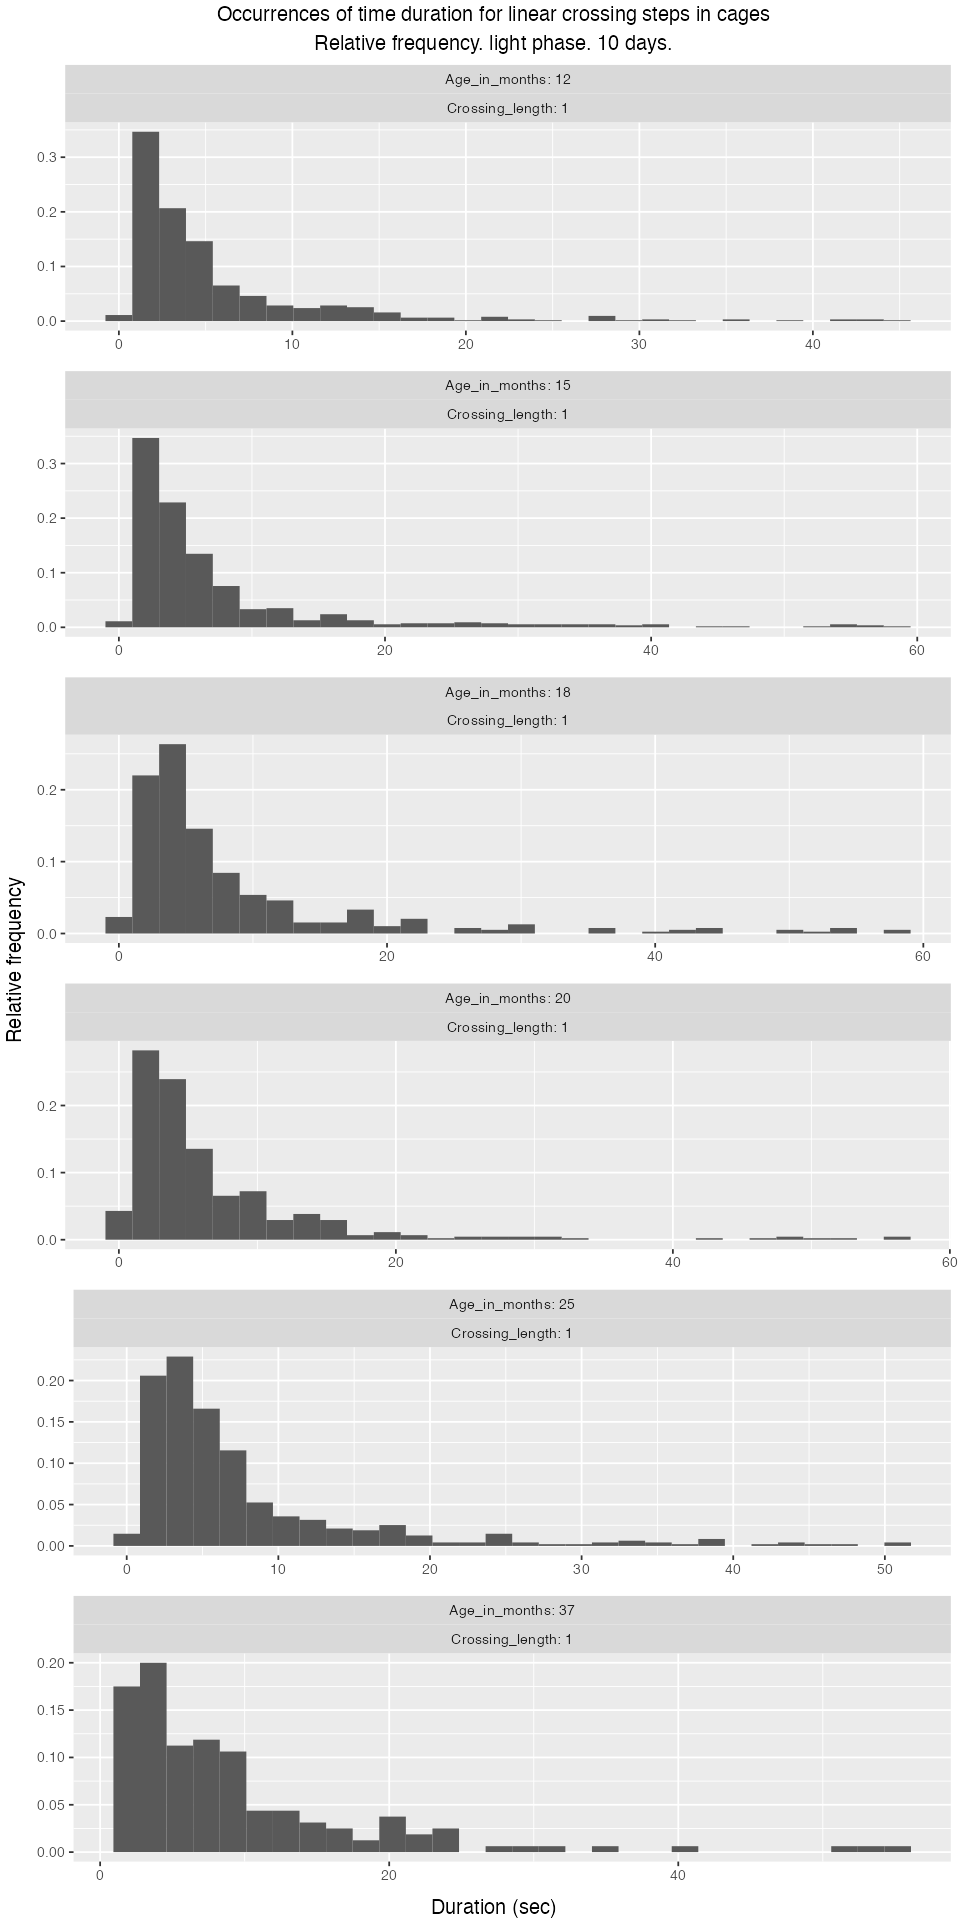 Occurrences of time duration for linear crossing steps in cages
Relative frequency. light phase. 10 days.
Age_in_months: 12
Crossing_length: 1
0.3
0.2
0.1
0.0
0 10 20 30 40
Age_in_months: 15
Crossing_length: 1
0.3
0.2
0.1
0.0
0 20 40 60
Age_in_months: 18
Crossing_length: 1
0.2
0.1
0.0
0 20 40 60
Relative frequency
Age_in_months: 20
Crossing_length: 1
0.2
0.1
0.0
0 20 40 60
Age_in_months: 25
Crossing_length: 1
0.20
0.15
0.10
0.05
0.00
0 10 20 30 40 50
Age_in_months: 37
Crossing_length: 1
0.20
0.15
0.10
0.05
0.00
0 20 40
Duration (sec)